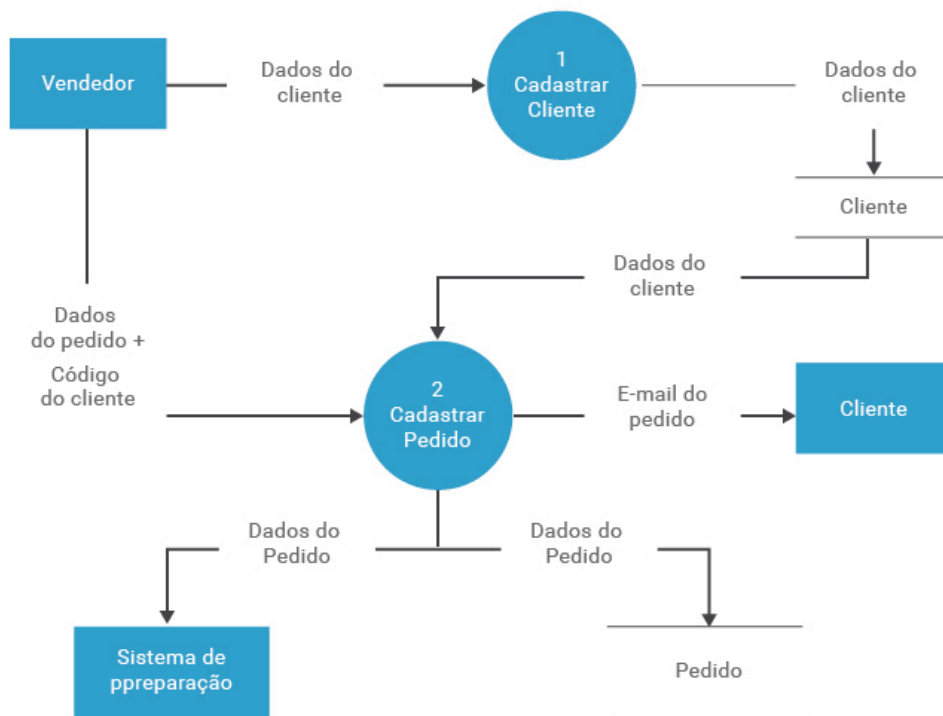 Vendedor
Dados do
cliente
1
Cadastrar
Cliente
Dados do
cliente
Cliente
Dados do
cliente
Dados
do pedido +
Código
do cliente
2
Cadastrar
Pedido
E-mail do
pedido
Cliente
Dados do
Pedido
Dados do
Pedido
Sistema de
ppreparação
Pedido